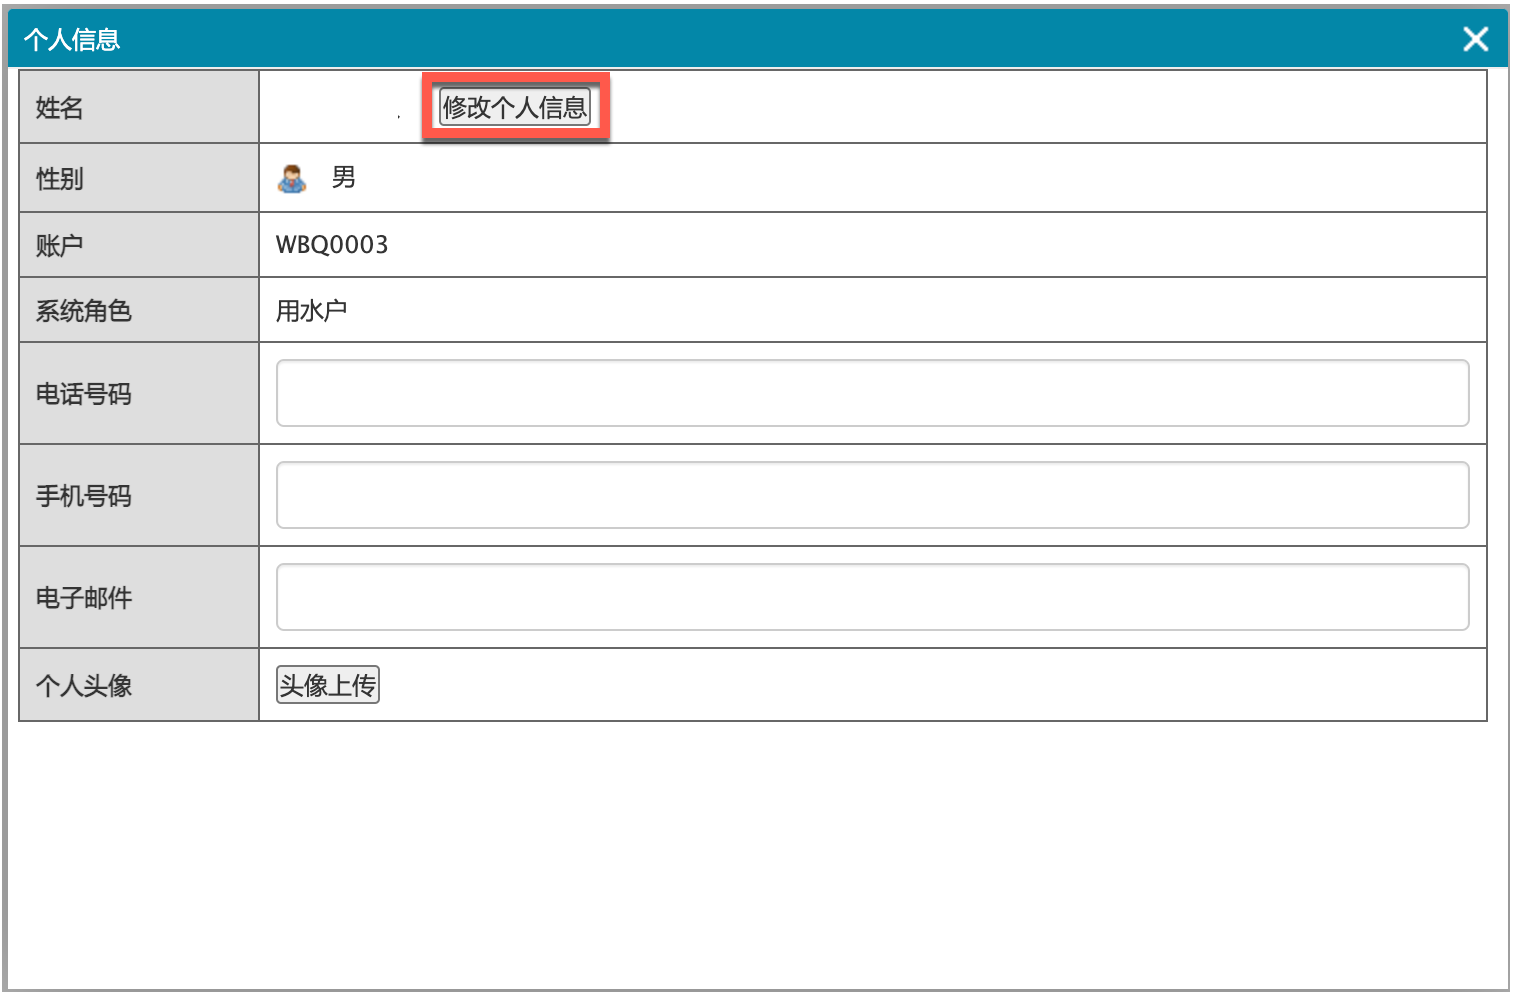 个人信息
姓名
修改个人信息
性别
男
账户
WBQ0003
系统角色
用水户
电话号码
手机号码
电子邮件
个人头像
头像上传